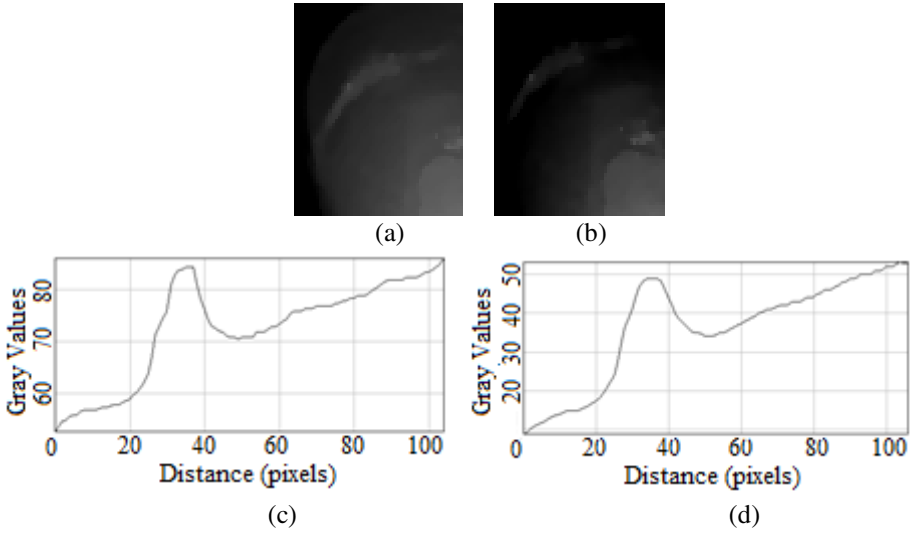 (a)
(b)
Gray Values
80
70
60
0 20 40 60 80 100
Distance (pixels)
(c)
Gray Values
50
40
30
20
0 20 40 60 80 100
Distance (pixels)
(d)